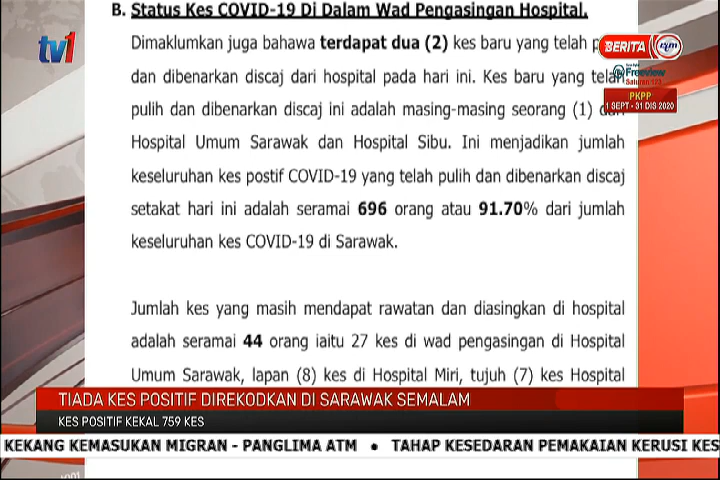 B. Status Kes COVID-19 Di Dalam Wad Pengasingan Hospital.
Dimaklumkan juga bahawa terdapat dua (2) kes baru yang telah
dan dibenarkan discaj dari hospital pada hari ini. Kes baru yang telah
pulih dan dibenarkan discaj ini adalah masing-masing seorang (1)
Hospital Umum Sarawak dan Hospital Sibu. Ini menjadikan jumlah
keseluruhan kes postif COVID-19 yang telah pulih dan dibenarkan discaj
setakat hari ini adalah seramai 696 orang atau 91.70% dari jumlah
keseluruhan kes COVID-19 di Sarawak.
Jumlah kes yang masih mendapat rawatan dan diasingkan di hospital
adalah seramai 44 orang iaitu 27 kes di wad pengasingan di Hospital
Umum Sarawak, lapan (8) kes di Hospital Miri, tujuh (7) kes Hospital
tv1
BERITA rtm
Freeview
Saluran 123
PKPP
1 SEPT - 31 DIS 2020
TIADA KES POSITIF DIREKODKAN DI SARAWAK SEMALAM
KES POSITIF KEKAL 759 KES
KEKANG KEMASUKAN MIGRAN - PANGLIMA ATM • TAHAP KESEDARAN PEMAKAIAN KERUSI KES